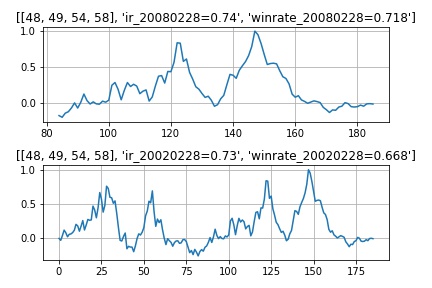 [[48, 49, 54, 58], 'ir_20080228=0.74', 'winrate_20080228=0.718']
1.0
0.5
0.0
80 100 120 140 160 180
[[48, 49, 54, 58], 'ir_20020228=0.73', 'winrate_20020228=0.668']
1.0
0.5
0.0
0 25 50 75 100 125 150 175